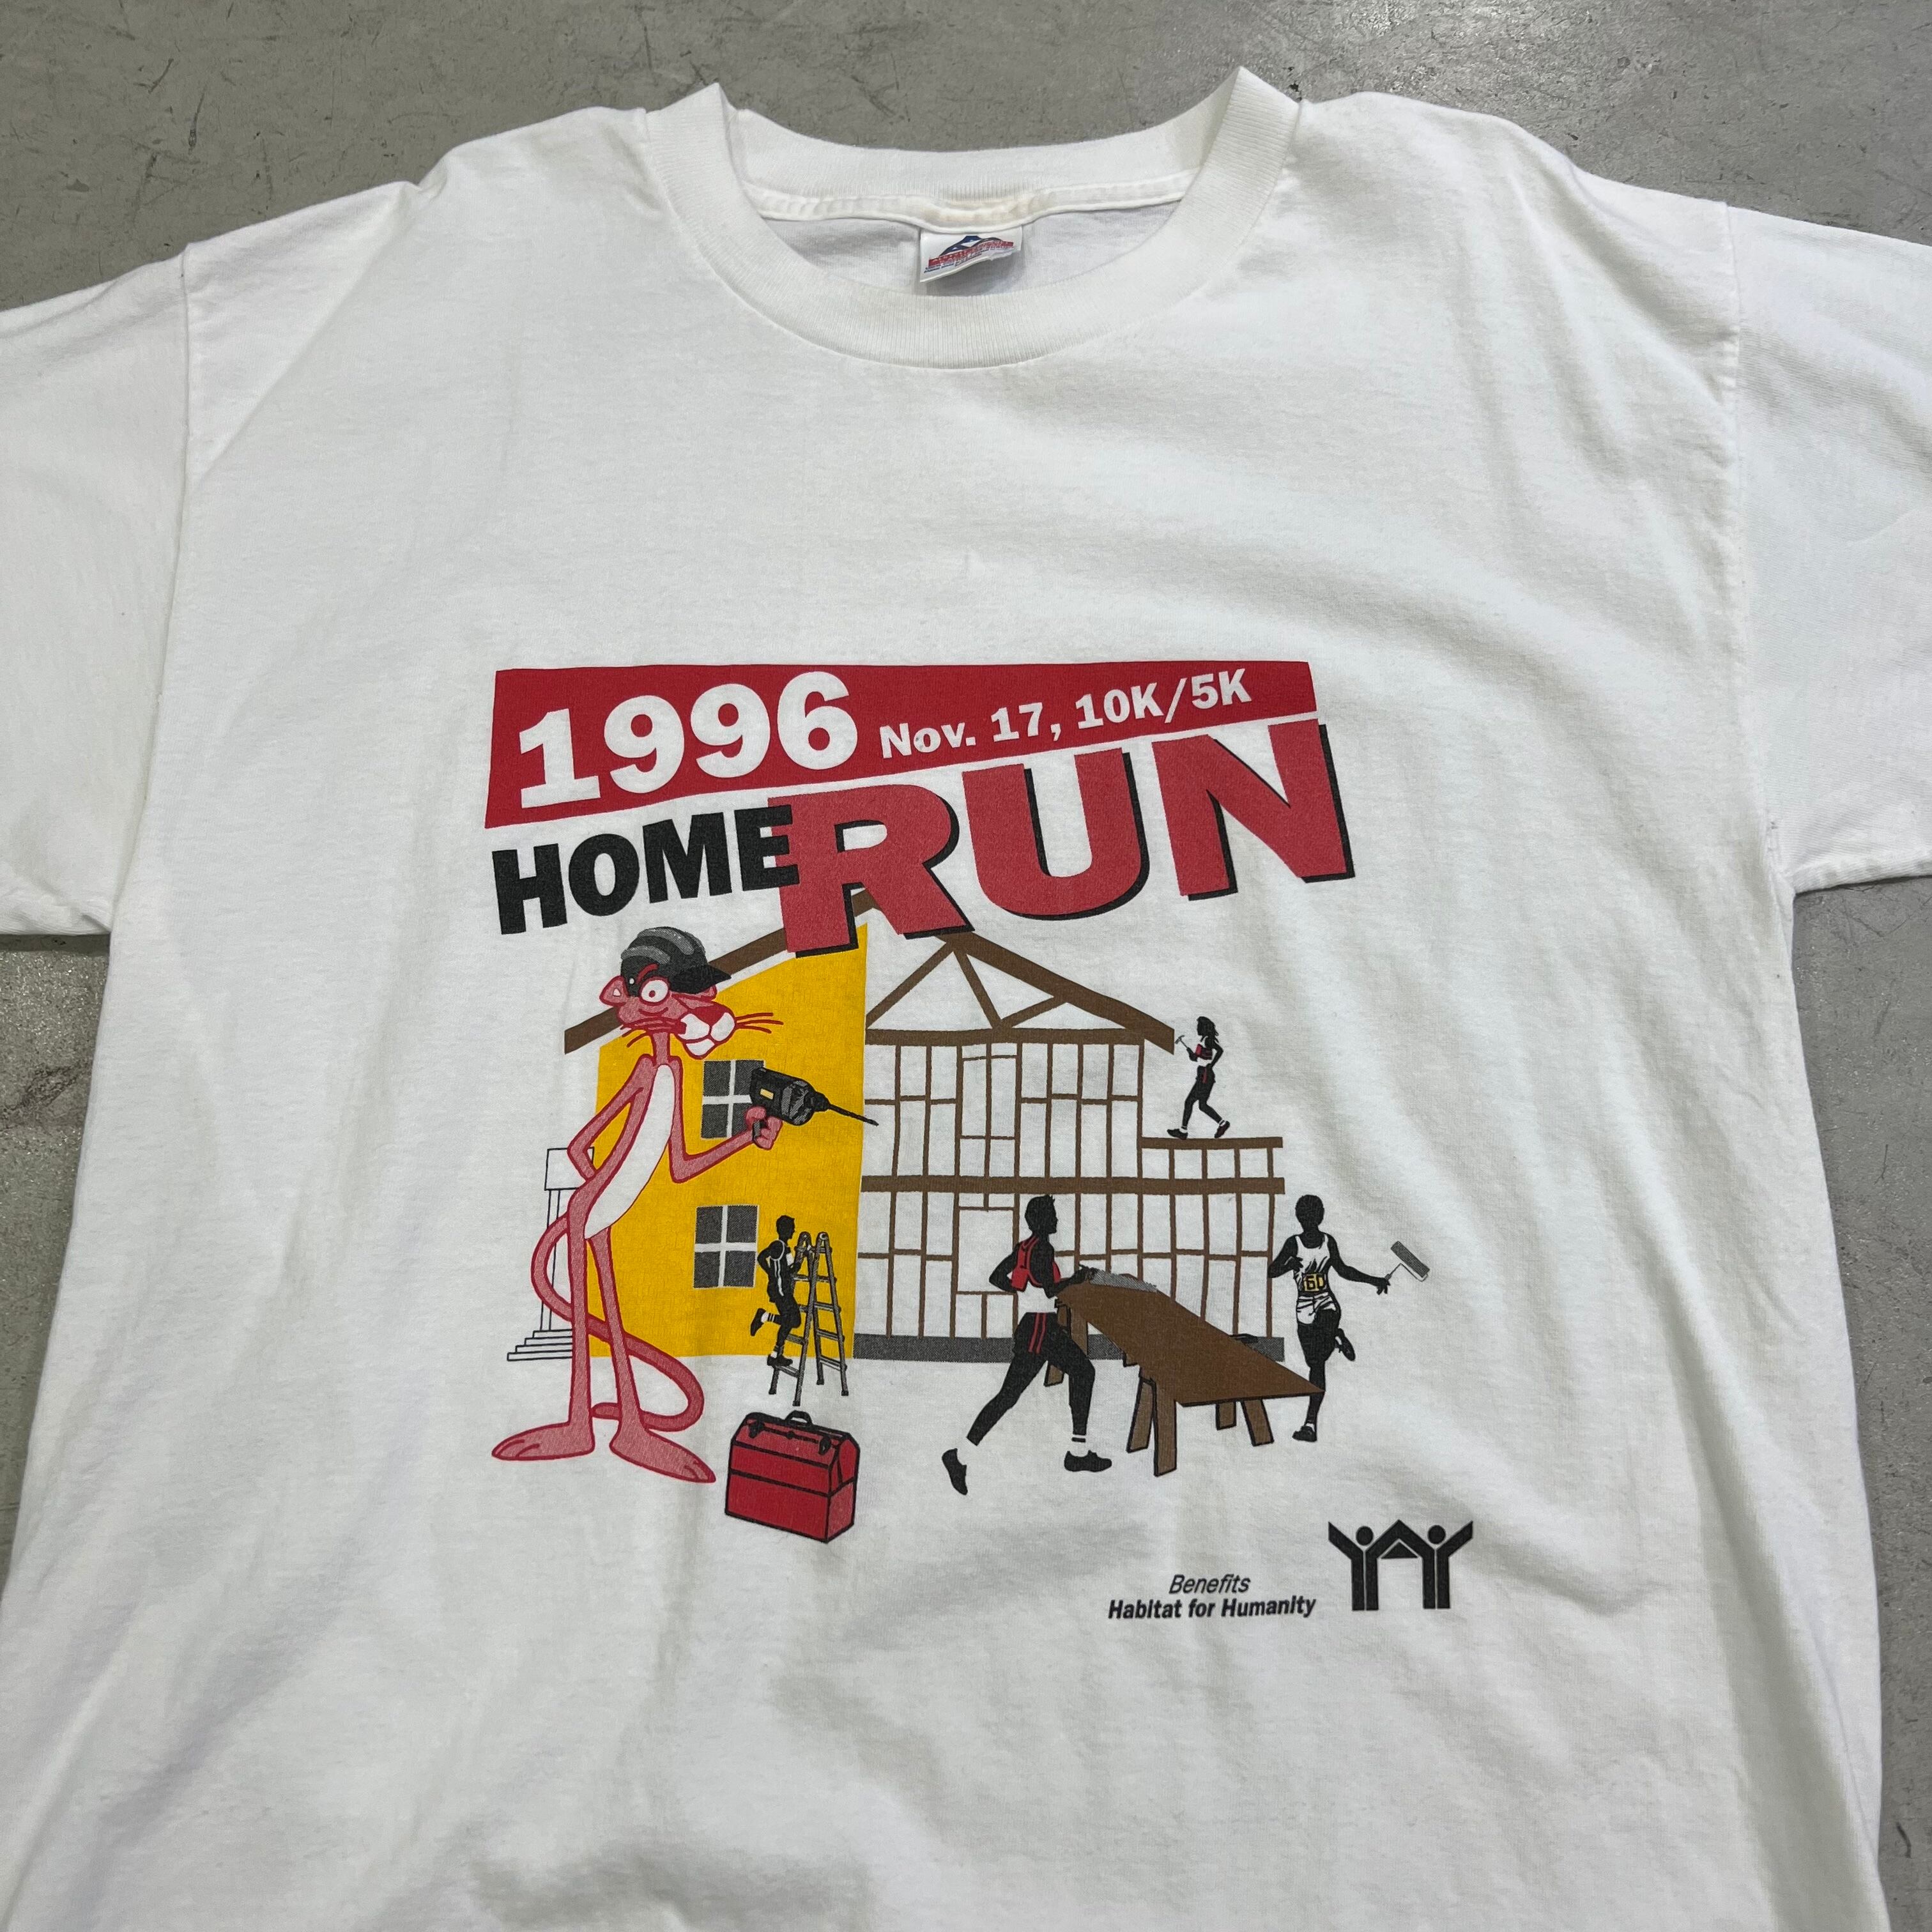 1996 Nov. 17, 10K/5K
HOME RUN
60
Benefits
Habitat for Humanity